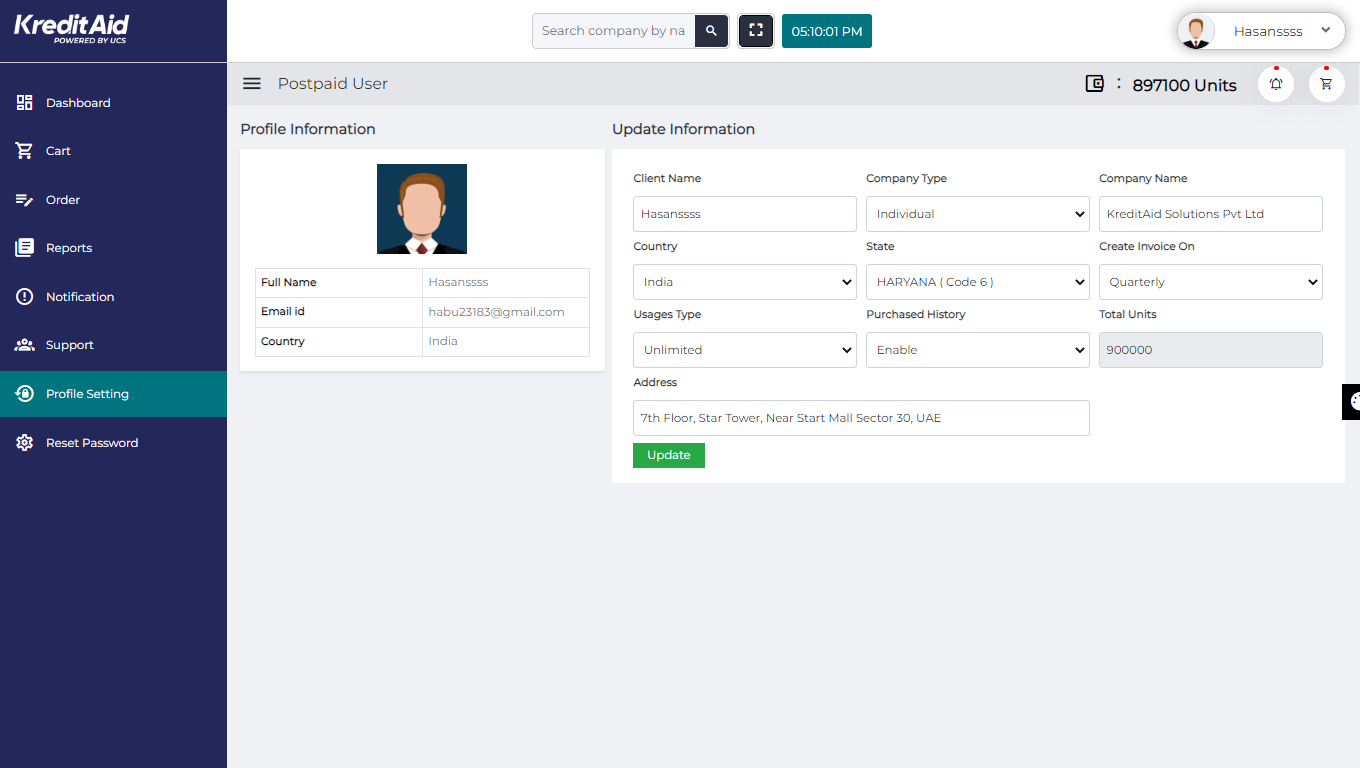 KreditAid
POWERED BY UCS
Search company by na
05:10:01 PM
Hasanssss
Dashboard
Cart
Order
Reports
Notification
Support
Profile Setting
Reset Password
Postpaid User
: 897100 Units
Profile Information
Full Name Hasanssss
Email id habu23183@gmail.com
Country India
Update Information
Client Name Company Type Company Name
Hasanssss Individual KreditAid Solutions Pvt Ltd
Country State Create Invoice On
India HARYANA ( Code 6 ) Quarterly
Usages Type Purchased History Total Units
Unlimited Enable 900000
Address
7th Floor, Star Tower, Near Start Mall Sector 30, UAE
Update